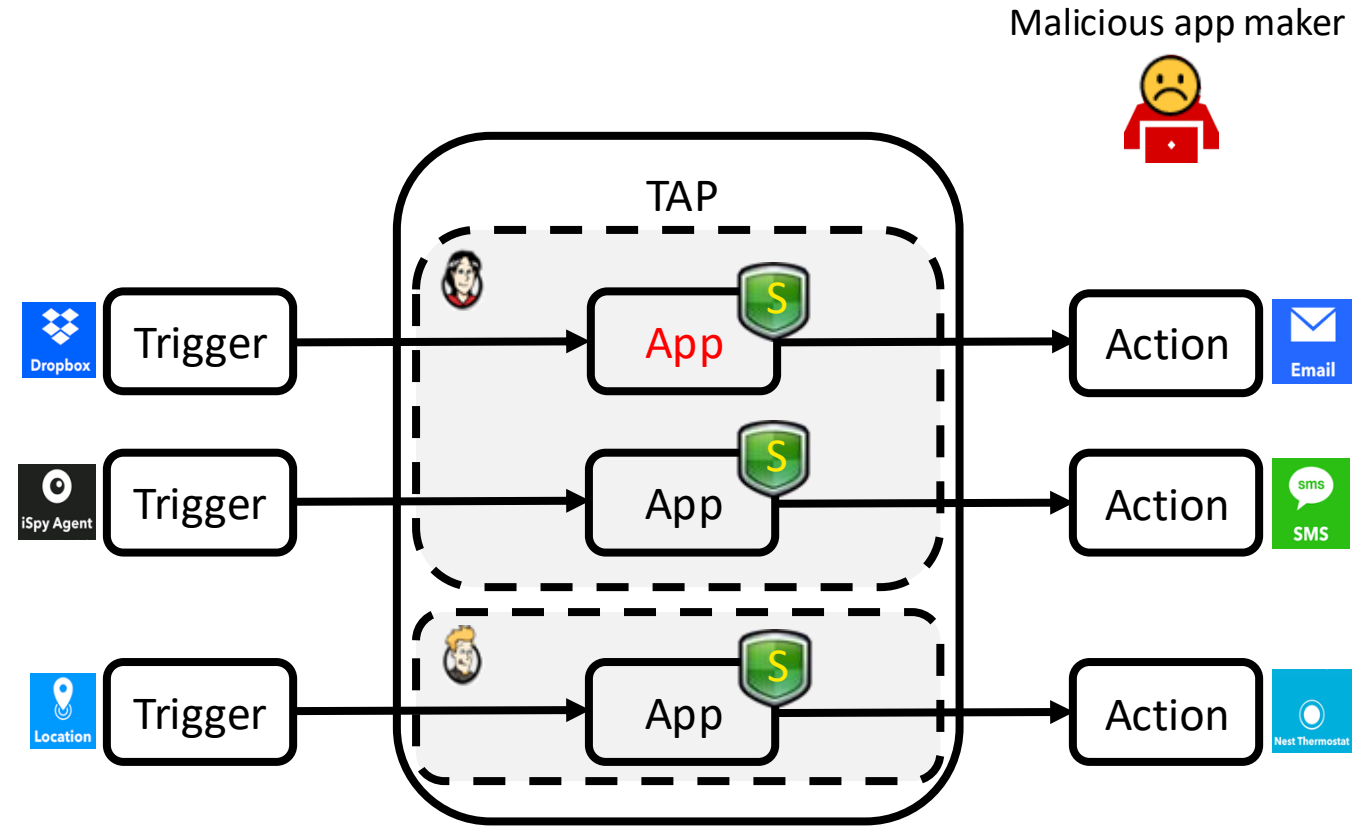 Malicious app maker
TAP
Dropbox
Trigger
App
S
Action
Email
iSpy Agent
Trigger
App
S
Action
sms
SMS
Location
Trigger
App
S
Action
Nest Thermostat